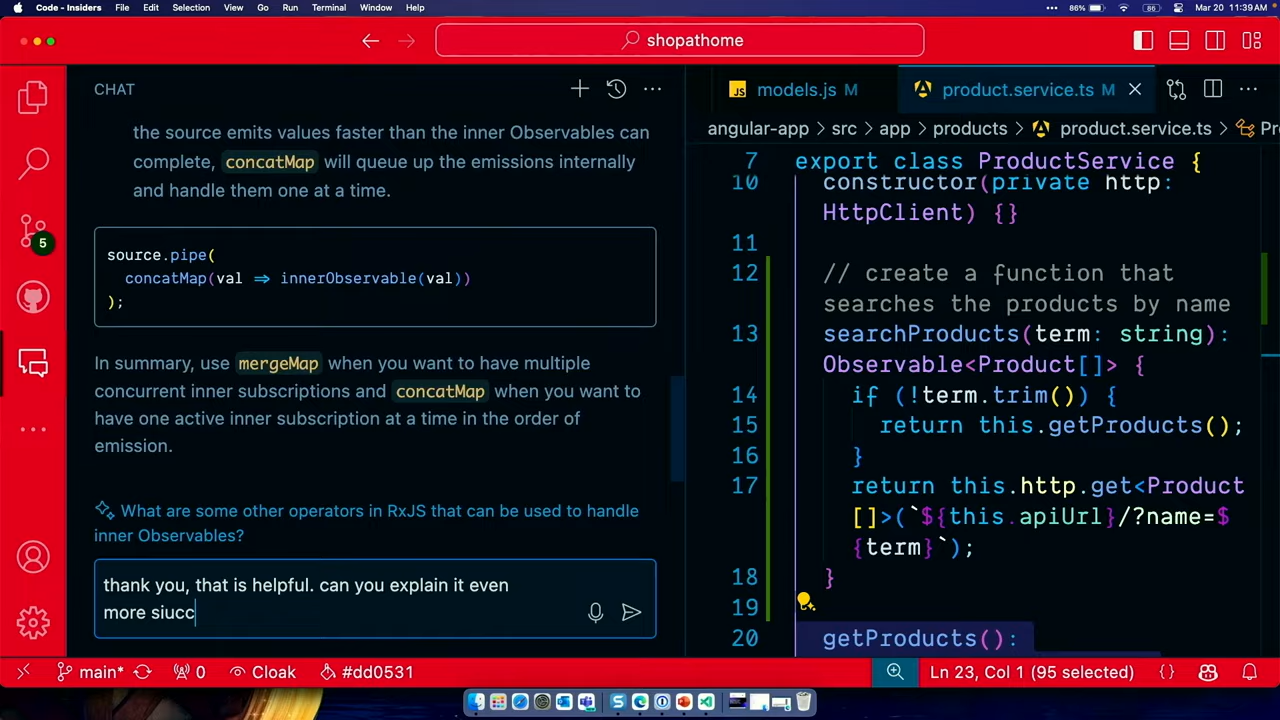 Code - Insiders File Edit Selection View Go Run Terminal Window Help
86% 86 Mar 20 11:39 AM
shopathome
CHAT
the source emits values faster than the inner Observables can
complete, concatMap will queue up the emissions internally
and handle them one at a time.
source.pipe(
concatMap(val ⇒ innerObservable(val))
);
In summary, use mergeMap when you want to have multiple
concurrent inner subscriptions and concatMap when you want to
have one active inner subscription at a time in the order of
emission.
What are some other operators in RxJS that can be used to handle
inner Observables?
thank you, that is helpful. can you explain it even
more siucc
5
JS models.js M product.service.ts M
angular-app > src > app > products > product.service.ts > Pr
7 export class ProductService {
10 constructor(private http:
HttpClient) {}
11
12 // create a function that
searches the products by name
13 searchProducts(term: string):
Observable<Product[]> {
14 if (!term.trim()) {
15 return this.getProducts();
16 }
17 return this.http.get<Product
[]>(`${this.apiUrl}/?name=$
{term}`);
18 }
19
20 getProducts():
main* 0 Cloak #dd0531 Ln 23, Col 1 (95 selected) {}